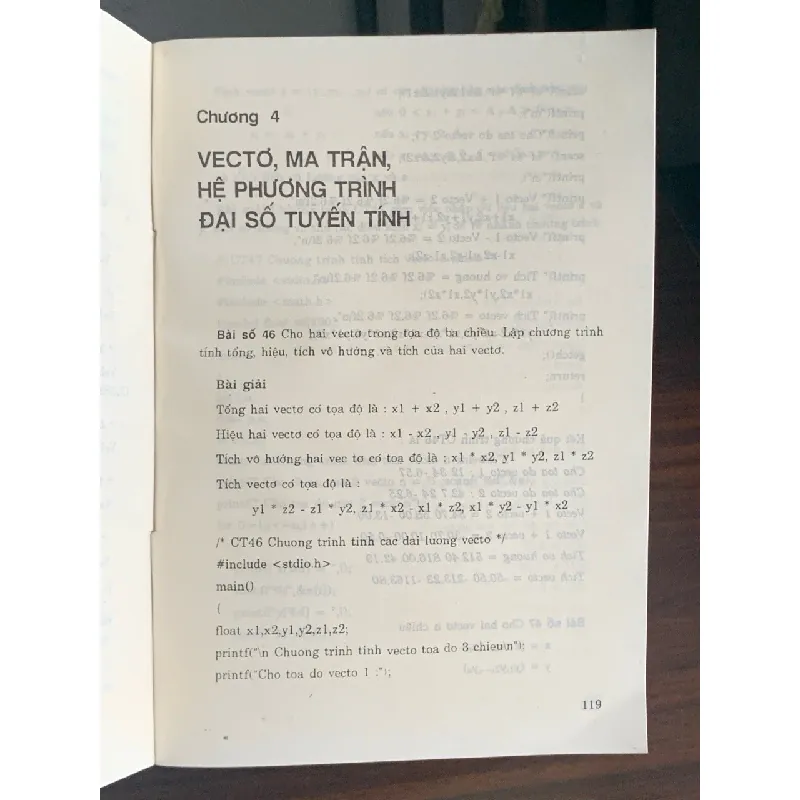 Chương 4
VECTƠ, MA TRẬN,
HỆ PHƯƠNG TRÌNH
ĐẠI SỐ TUYẾN TÍNH
Bài số 46 Cho hai vectơ trong tọa độ ba chiều. Lập chương trình
tính tổng, hiệu, tích vô hướng và tích của hai vectơ.
Bài giải
Tổng hai vectơ có tọa độ là : x1 + x2 , y1 + y2 , z1 + z2
Hiệu hai vectơ có tọa độ là : x1 - x2 , y1 - y2 , z1 - z2
Tích vô hướng hai vec tơ có toa độ là : x1 * x2, y1 * y2, z1 * z2
Tích vectơ có tọa độ là :
y1 * z2 - z1 * y2, z1 * x2 - x1 * z2, x1 * y2 - y1 * x2
/* CT46 Chuong trinh tinh cac dai luong vecto */
#include <stdio.h>
main()
{
float x1,x2,y1,y2,z1,z2;
printf("\n Chuong trinh tinh vecto toa do 3 chieu\n");
printf("Cho toa do vecto 1 :");
119